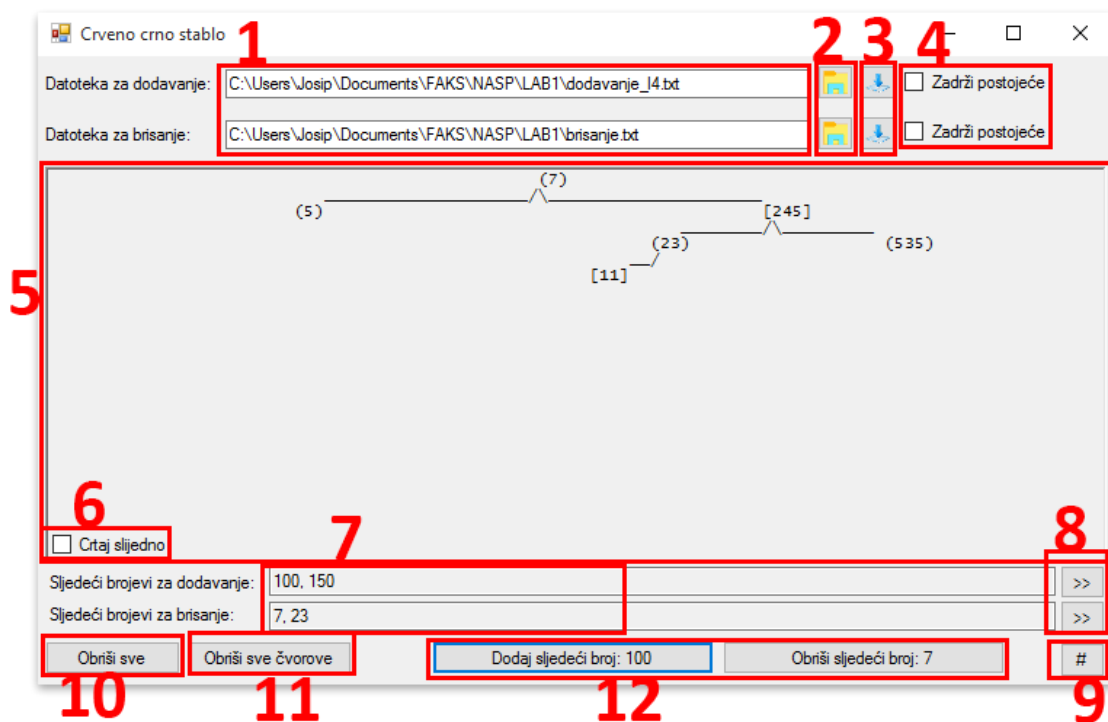 Crveno crno stablo
1
2
3
4
Datoteka za dodavanje: C:\Users\Josip\Documents\FAKS\NASP\LAB1\dodavanje_l4.txt Zadrži postojeće
Datoteka za brisanje: C:\Users\Josip\Documents\FAKS\NASP\LAB1\brisanje.txt Zadrži postojeće
(7)
(5) [245]
(23) (535)
[11]
5
6
7
8
Crtaj slijedno
Sljedeći brojevi za dodavanje: 100, 150 >>
Sljedeći brojevi za brisanje: 7, 23 >>
Obriši sve Obriši sve čvorove Dodaj sljedeći broj: 100 Obriši sljedeći broj: 7 #
10
11
12
9